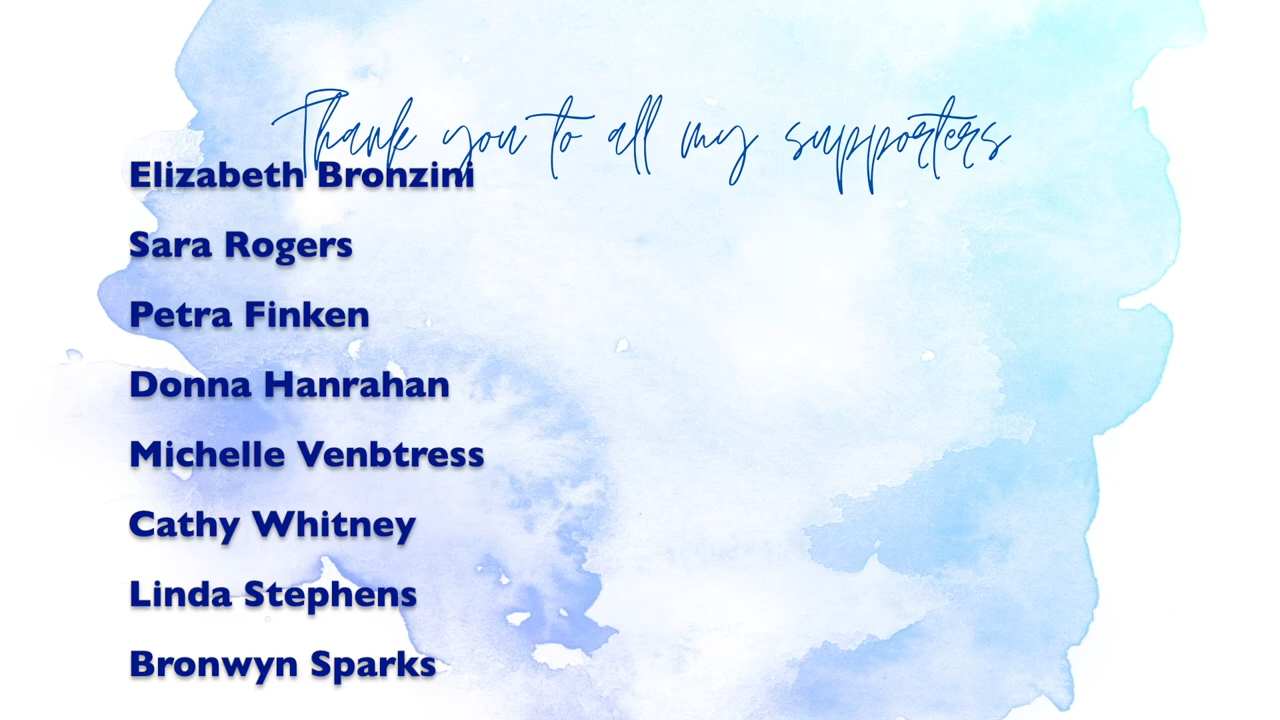 Thank you to all my supporters
Elizabeth Bronzini
Sara Rogers
Petra Finken
Donna Hanrahan
Michelle Venbtress
Cathy Whitney
Linda Stephens
Bronwyn Sparks